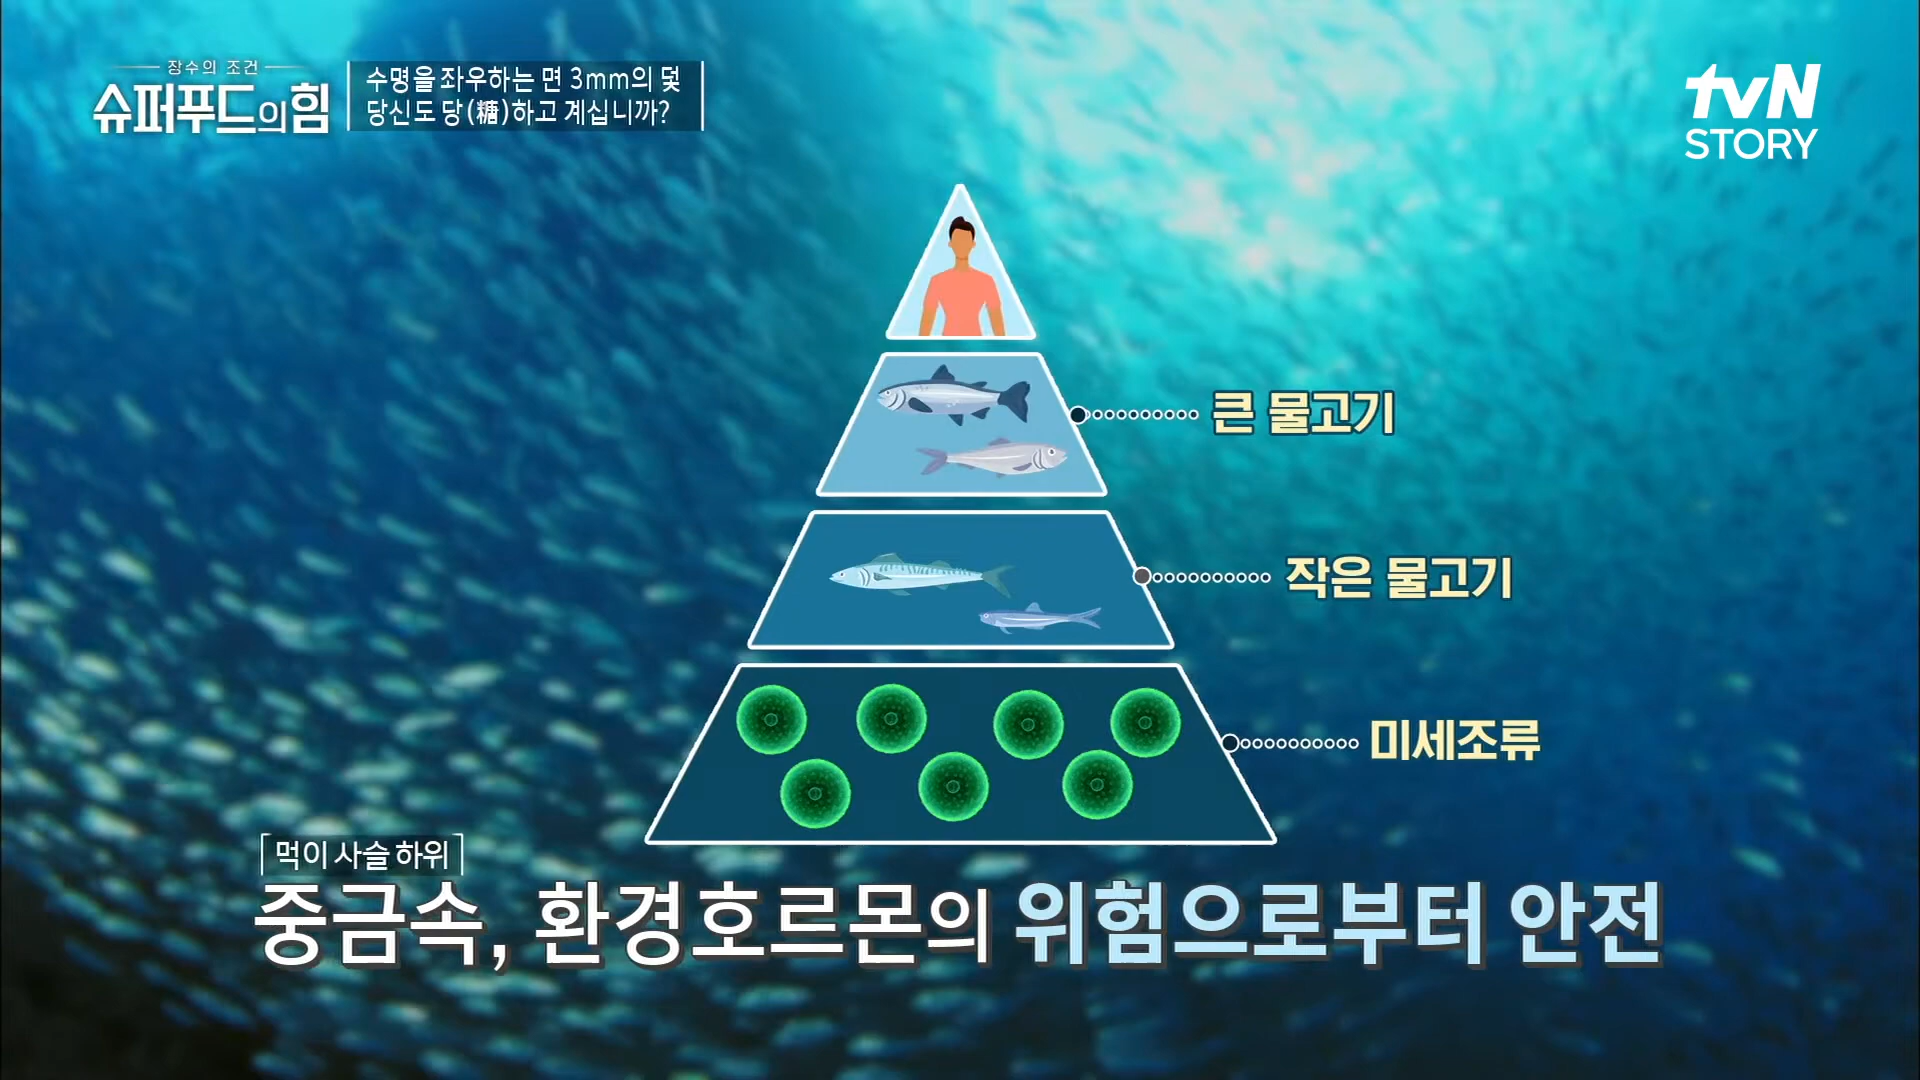 장수의 조건
슈퍼푸드의 힘
수명을 좌우하는 면 3mm의 덫
당신도 당(糖)하고 계십니까?
tvN
STORY
큰 물고기
작은 물고기
미세조류
먹이 사슬 하위
중금속, 환경호르몬의 위험으로부터 안전